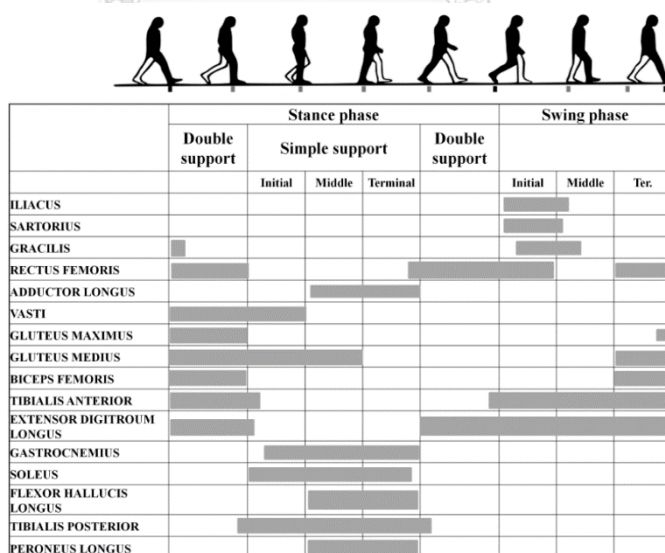 Stance phase
Swing phase
Double
support
Simple support
Double
support
Initial
Middle
Terminal
Initial
Middle
Ter.
ILIACUS
SARTORIUS
GRACILIS
RECTUS FEMORIS
ADDUCTOR LONGUS
VASTI
GLUTEUS MAXIMUS
GLUTEUS MEDIUS
BICEPS FEMORIS
TIBIALIS ANTERIOR
EXTENSOR DIGITROUM
LONGUS
GASTROCNEMIUS
SOLEUS
FLEXOR HALLUCIS
LONGUS
TIBIALIS POSTERIOR
PERONEUS LONGUS